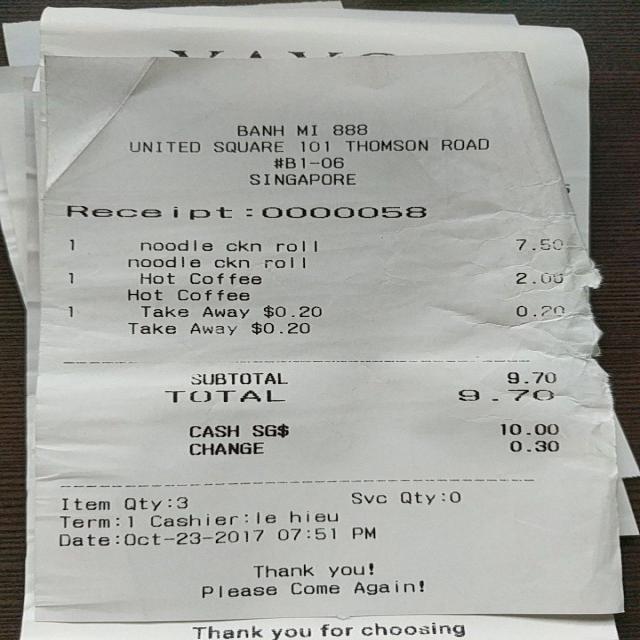 BANH MI 888
UNITED SQUARE 101 THOMSON ROAD
#B1-06
SINGAPORE
Receipt:0000058
1 noodle ckn roll 7.50
noodle ckn roll
1 Hot Coffee 2.00
Hot Coffee
1 Take Away $0.20 0.20
Take Away $0.20
SUBTOTAL 9.70
TOTAL 9.70
CASH SG$ 10.00
CHANGE 0.30
Item Qty:3 Svc Qty:0
Term:1 Cashier:le hieu
Date:Oct-23-2017 07:51 PM
Thank you!
Please Come Again!
Thank you for choosing